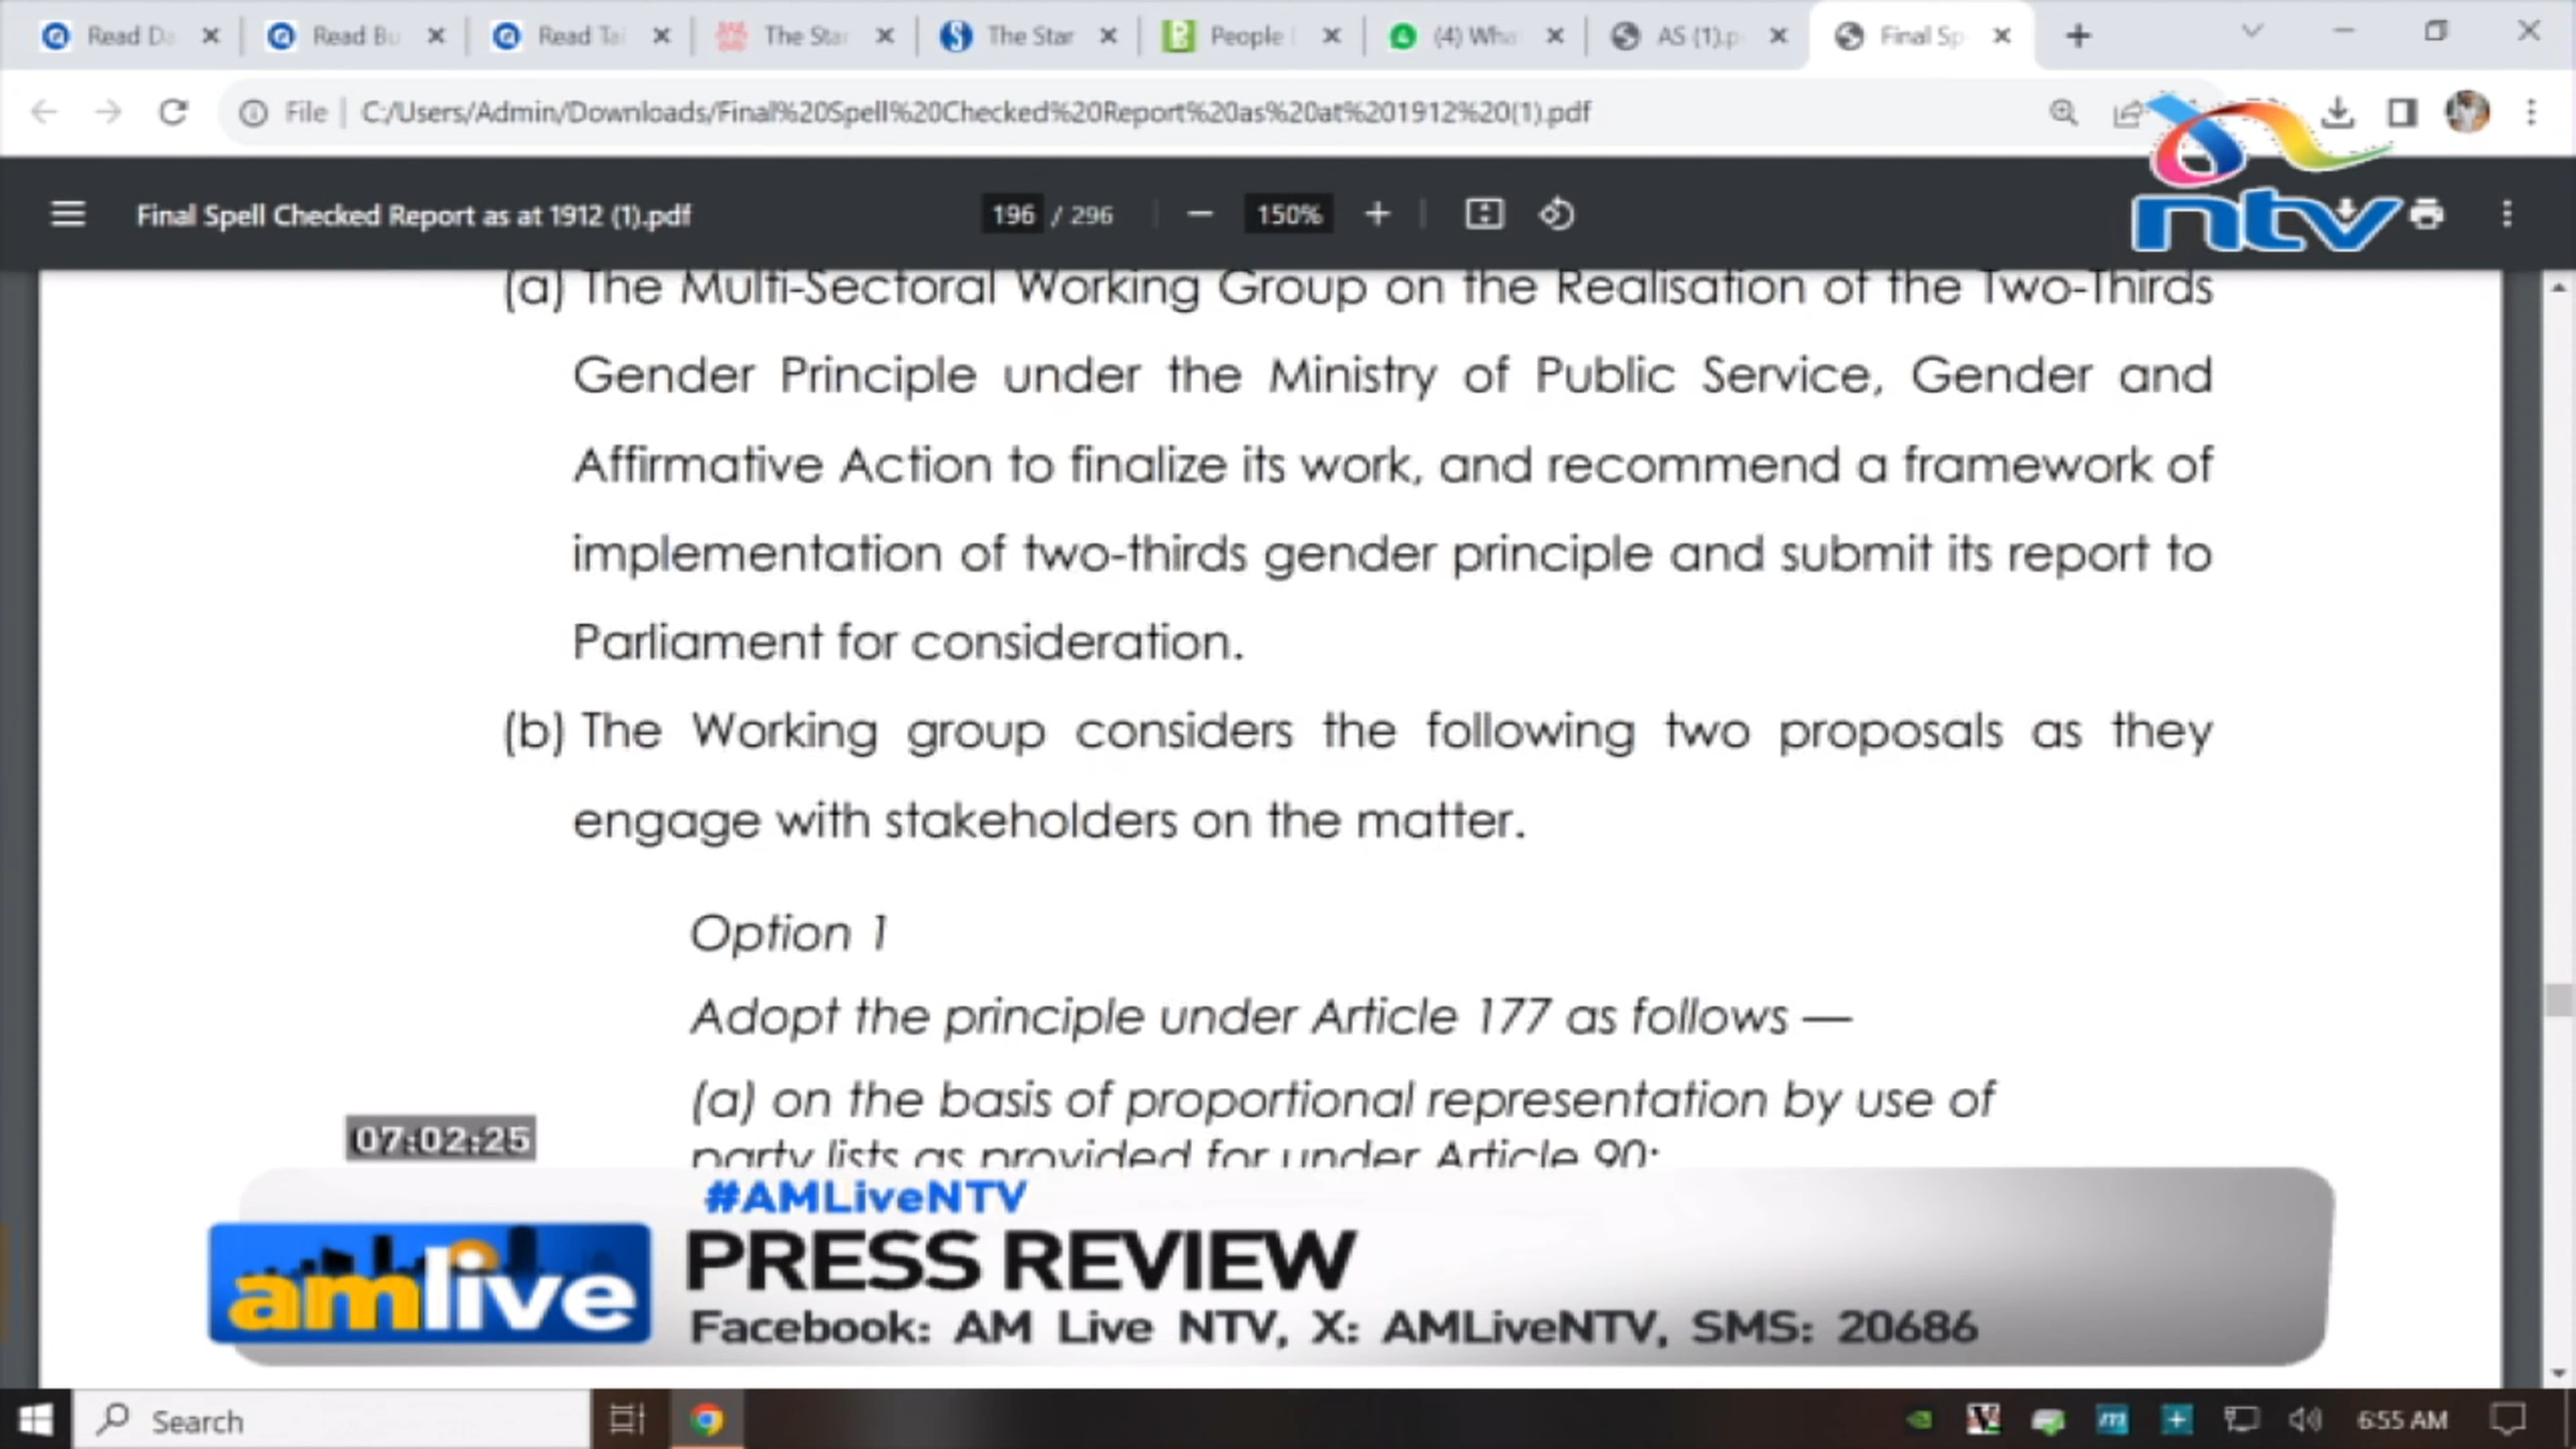 Read Da
Read Bu
Read Tai
The Star
The Star
People
(4) Wha
AS (1).p
Final Sp
File
C:/Users/Admin/Downloads/Final%20Spell%20Checked%20Report%20as%20at%201912%20(1).pdf
Final Spell Checked Report as at 1912 (1).pdf
196 / 296
150%
ntv
(a) The Multi-Sectoral Working Group on the Realisation of the Two-Thirds
Gender Principle under the Ministry of Public Service, Gender and
Affirmative Action to finalize its work, and recommend a framework of
implementation of two-thirds gender principle and submit its report to
Parliament for consideration.
(b) The Working group considers the following two proposals as they
engage with stakeholders on the matter.
Option 1
Adopt the principle under Article 177 as follows —
(a) on the basis of proportional representation by use of
party lists as provided for under Article 90;
07:02:25
#AMLiveNTV
amlive
PRESS REVIEW
Facebook: AM Live NTV, X: AMLiveNTV, SMS: 20686
Search
6:55 AM